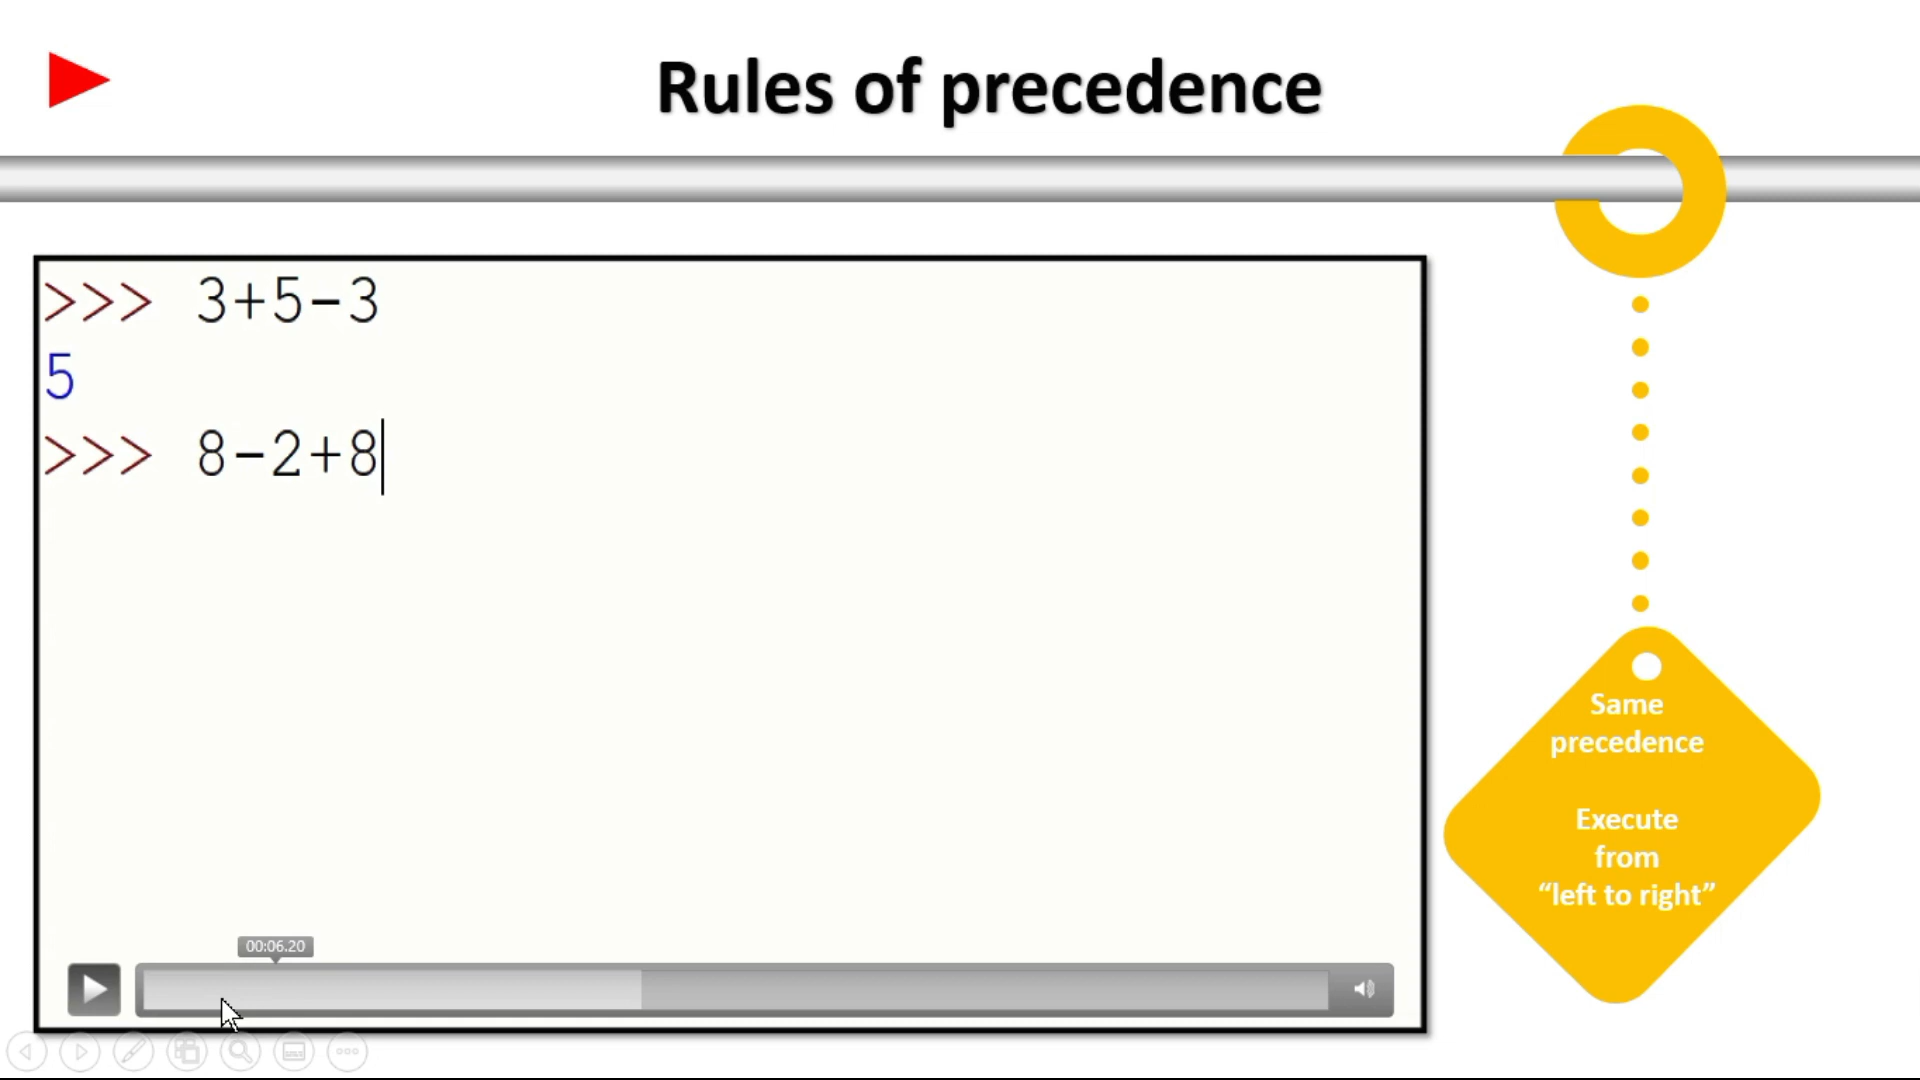 Rules of precedence
>>> 3+5-3
5
>>> 8-2+8
00:06.20
Same
precedence
Execute
from
“left to right”